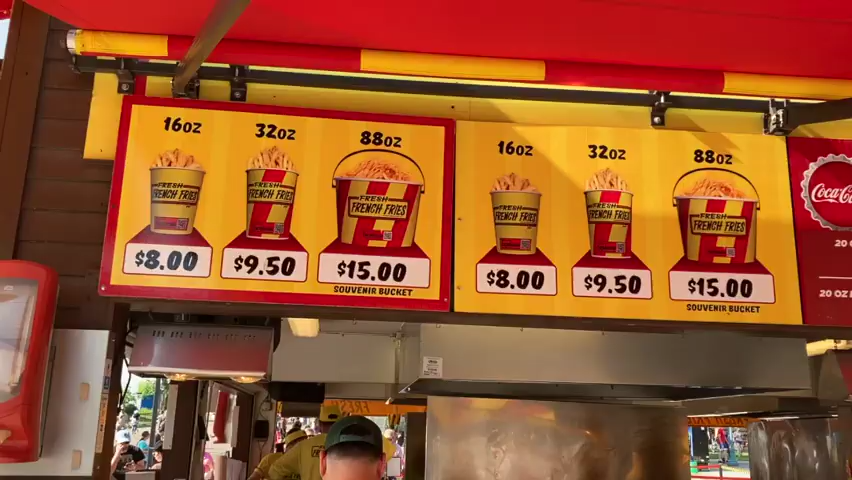 16oz
32oz
88oz
FRESH
FRENCH FRIES
FRESH
FRENCH FRIES
FRESH
FRENCH FRIES
$8.00
$9.50
$15.00
SOUVENIR BUCKET
16oz
32oz
88oz
FRESH
FRENCH FRIES
FRESH
FRENCH FRIES
FRESH
FRENCH FRIES
$8.00
$9.50
$15.00
SOUVENIR BUCKET
Coca-Co
20 O
20 OZ